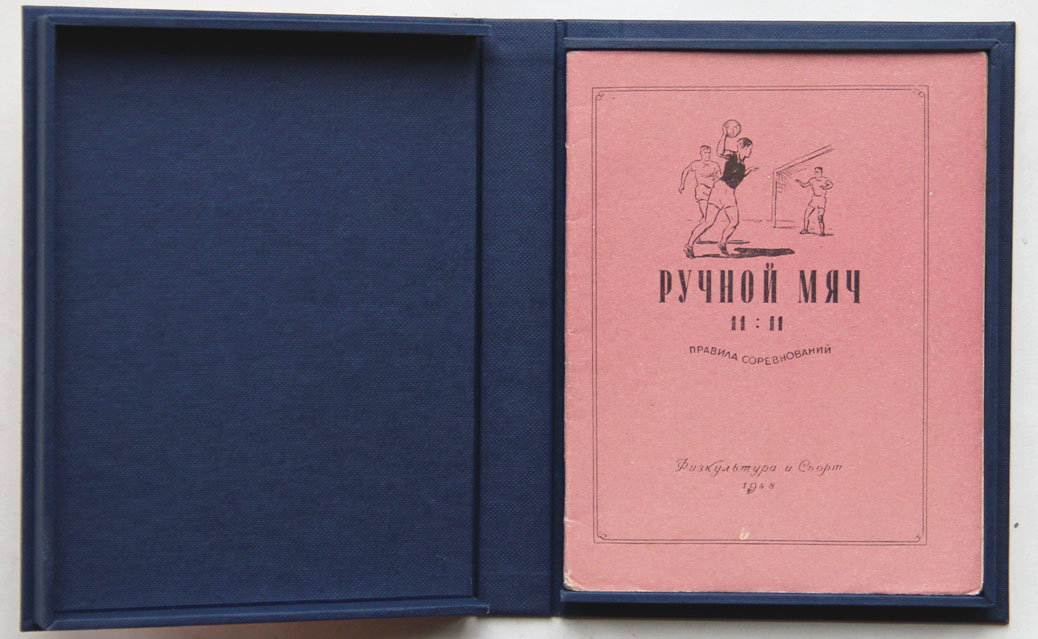 РУЧНОЙ МЯЧ
11 : 11
ПРАВИЛА СОРЕВНОВАНИЙ
Физкультура и Спорт
1948